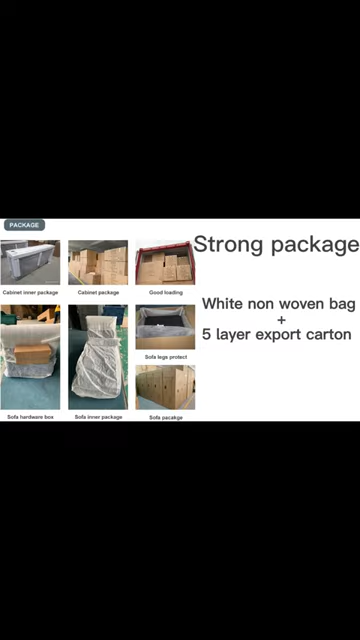 PACKAGE
Strong package
Cabinet inner package
Cabinet package
Good loading
White non woven bag
+
5 layer export carton
Sofa legs protect
Sofa hardware box
Sofa inner package
Sofa pacakge